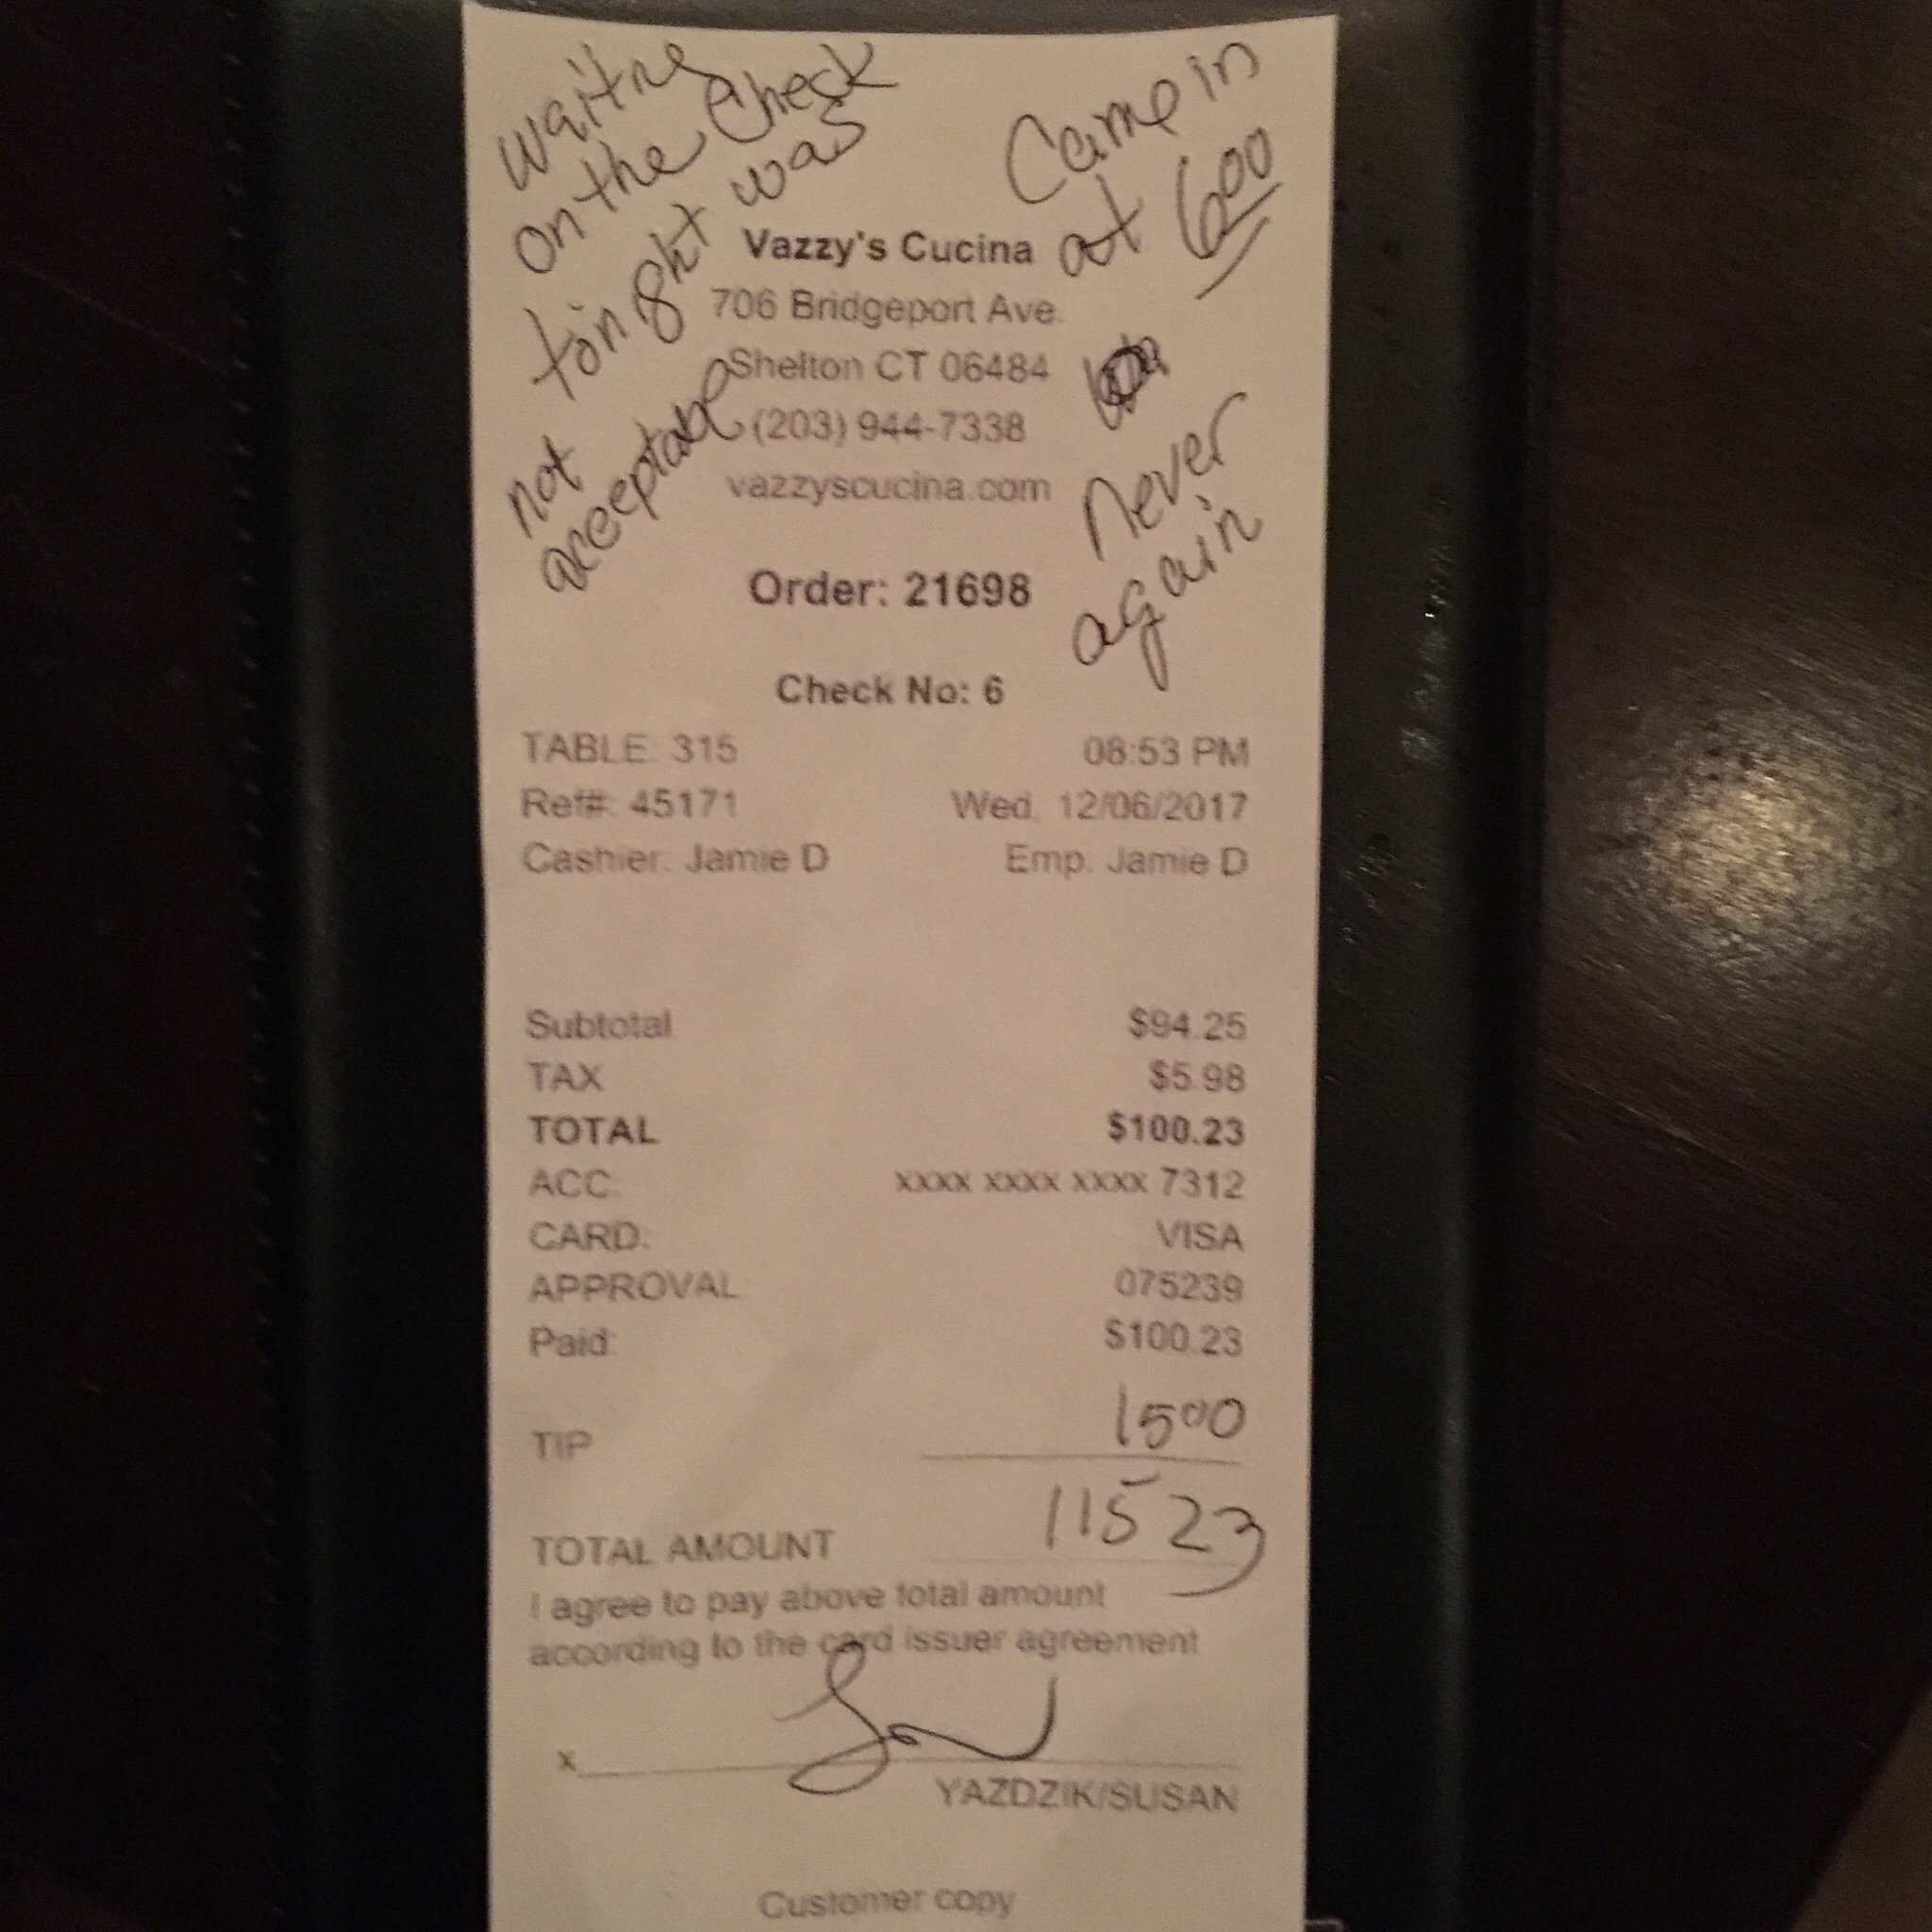 waiting
on the Check
toinght was
not
acceptable
Came in
at 600
never
again
Vazzy's Cucina
706 Bridgeport Ave.
Shelton CT 06484
(203) 944-7338
vazzyscucina.com
Order: 21698
Check No: 6
TABLE: 315 08:53 PM
Ref#: 45171 Wed, 12/06/2017
Cashier: Jamie D Emp: Jamie D
Subtotal $94.25
TAX $5.98
TOTAL $100.23
ACC: xxxx xxxx xxxx 7312
CARD: VISA
APPROVAL: 075239
Paid: $100.23
TIP 1500
TOTAL AMOUNT 115 23
I agree to pay above total amount
according to the card issuer agreement
x
YAZDZIK/SUSAN
Customer copy